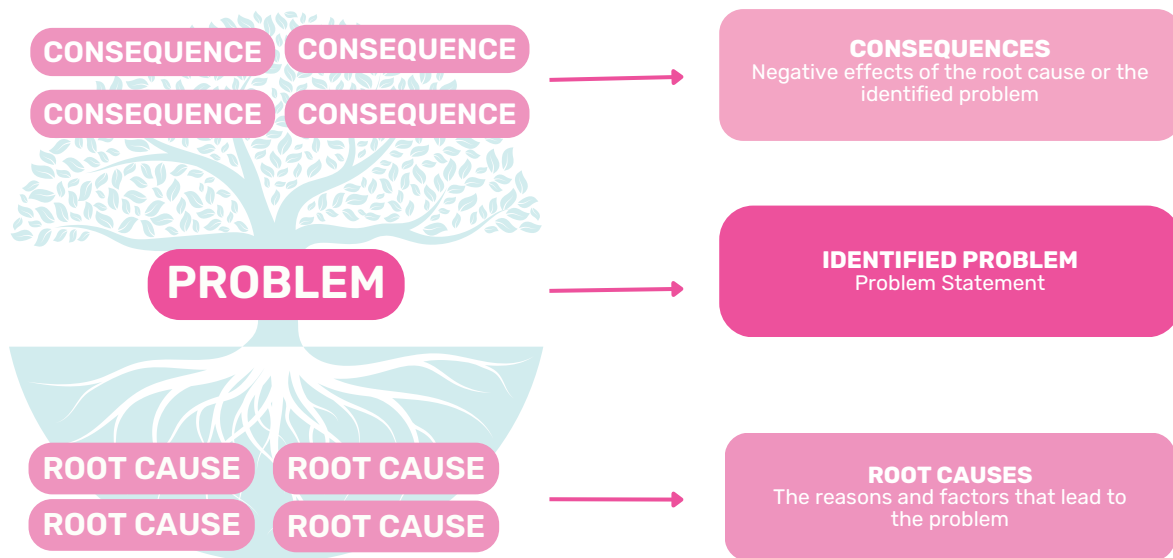 CONSEQUENCE
CONSEQUENCE
CONSEQUENCE
CONSEQUENCE
CONSEQUENCES
Negative effects of the root cause or the
identified problem
PROBLEM
IDENTIFIED PROBLEM
Problem Statement
ROOT CAUSE
ROOT CAUSE
ROOT CAUSE
ROOT CAUSE
ROOT CAUSES
The reasons and factors that lead to
the problem